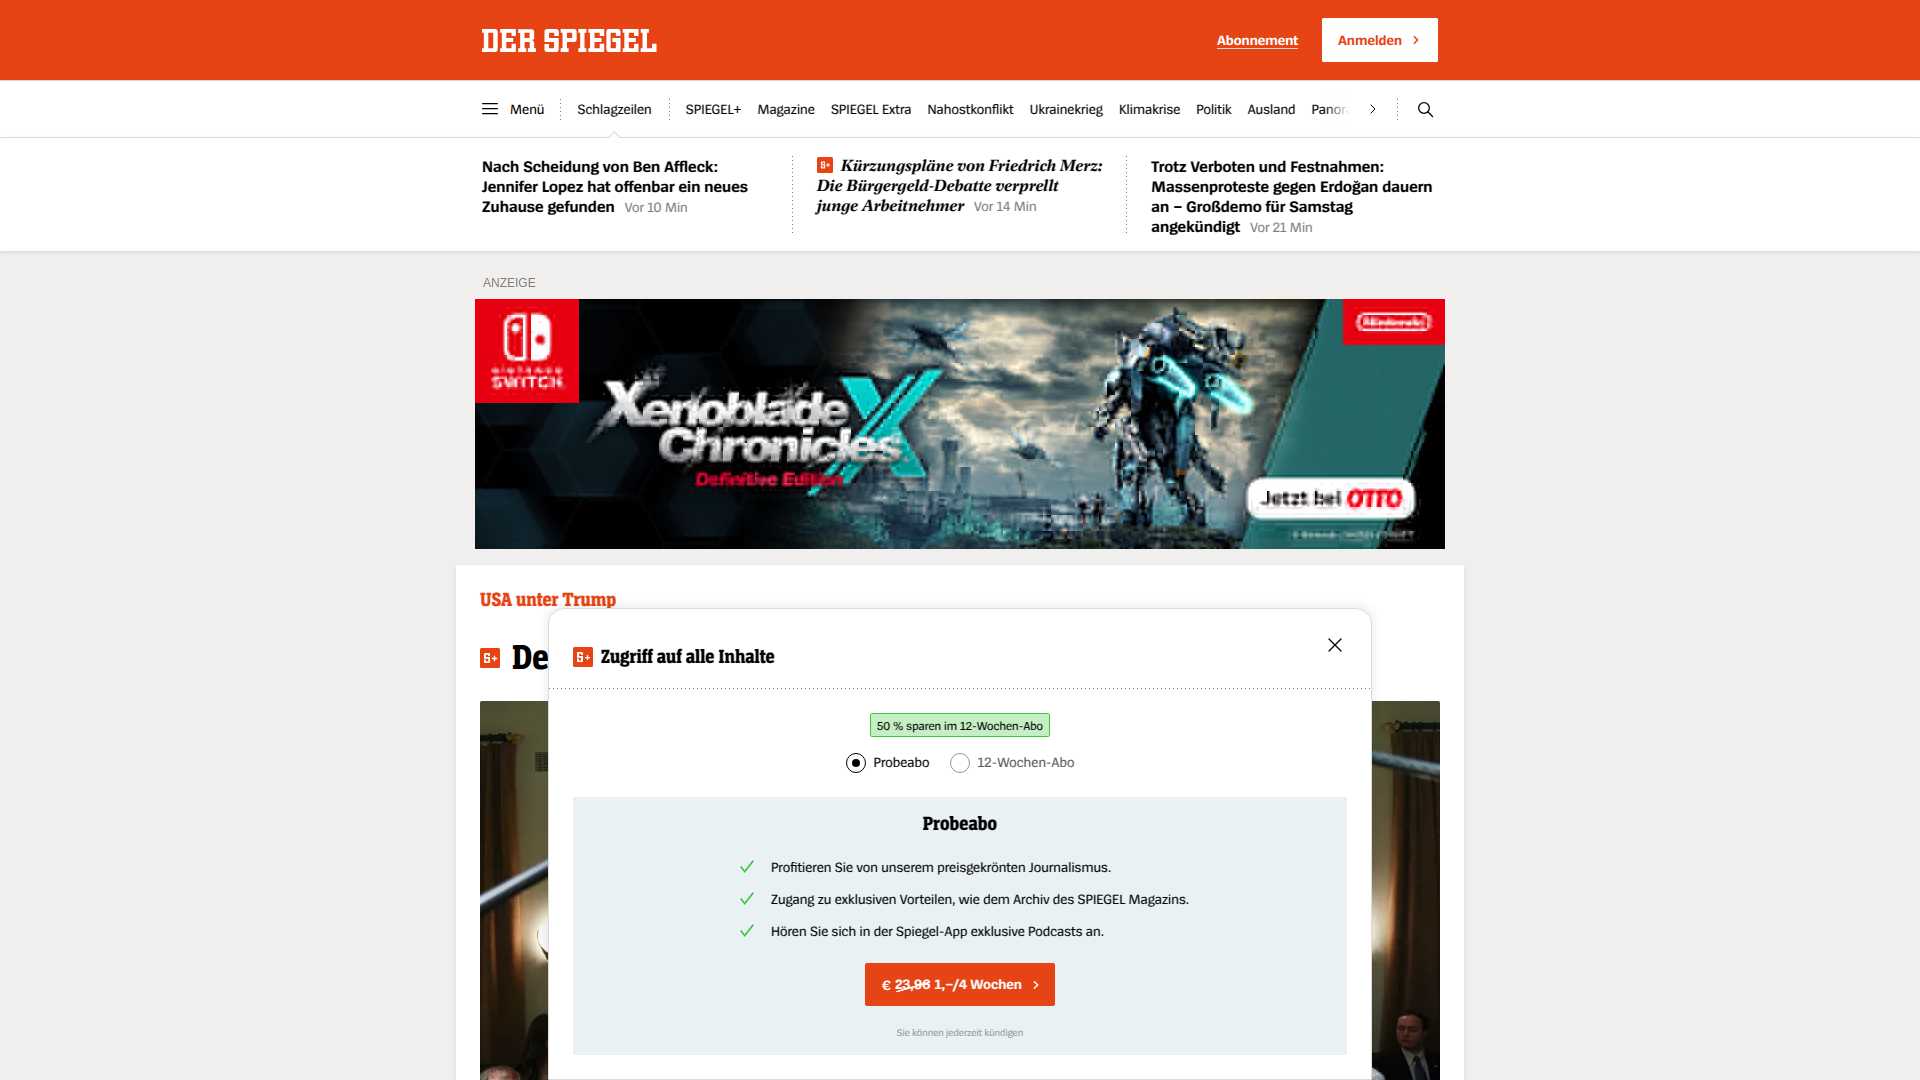 DER SPIEGEL
Abonnement
Anmelden
Menü
Schlagzeilen
SPIEGEL+
Magazine
SPIEGEL Extra
Nahostkonflikt
Ukrainekrieg
Klimakrise
Politik
Ausland
Panor
Nach Scheidung von Ben Affleck:
Jennifer Lopez hat offenbar ein neues
Zuhause gefunden Vor 10 Min
Kürzungspläne von Friedrich Merz:
Die Bürgergeld-Debatte verprellt
junge Arbeitnehmer Vor 14 Min
Trotz Verboten und Festnahmen:
Massenproteste gegen Erdoğan dauern
an – Großdemo für Samstag
angekündigt Vor 21 Min
ANZEIGE
NINTENDO
SWITCH
Nintendo
Xenoblade
Chronicles X
Definitive Edition
Jetzt bei OTTO
USA unter Trump
De
Zugriff auf alle Inhalte
50 % sparen im 12-Wochen-Abo
Probeabo
12-Wochen-Abo
Probeabo
Profitieren Sie von unserem preisgekrönten Journalismus.
Zugang zu exklusiven Vorteilen, wie dem Archiv des SPIEGEL Magazins.
Hören Sie sich in der Spiegel-App exklusive Podcasts an.
€ 23,96 1,–/4 Wochen
Sie können jederzeit kündigen